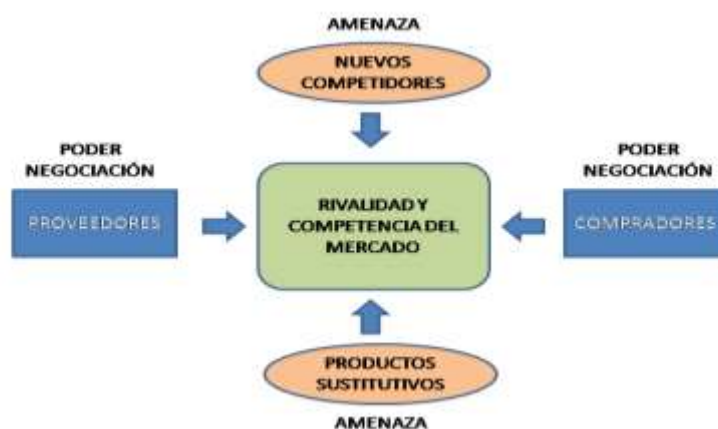 AMENAZA
NUEVOS
COMPETIDORES
PODER
NEGOCIACIÓN
PROVEEDORES
RIVALIDAD Y
COMPETENCIA DEL
MERCADO
PODER
NEGOCIACIÓN
COMPRADORES
PRODUCTOS
SUSTITUTIVOS
AMENAZA